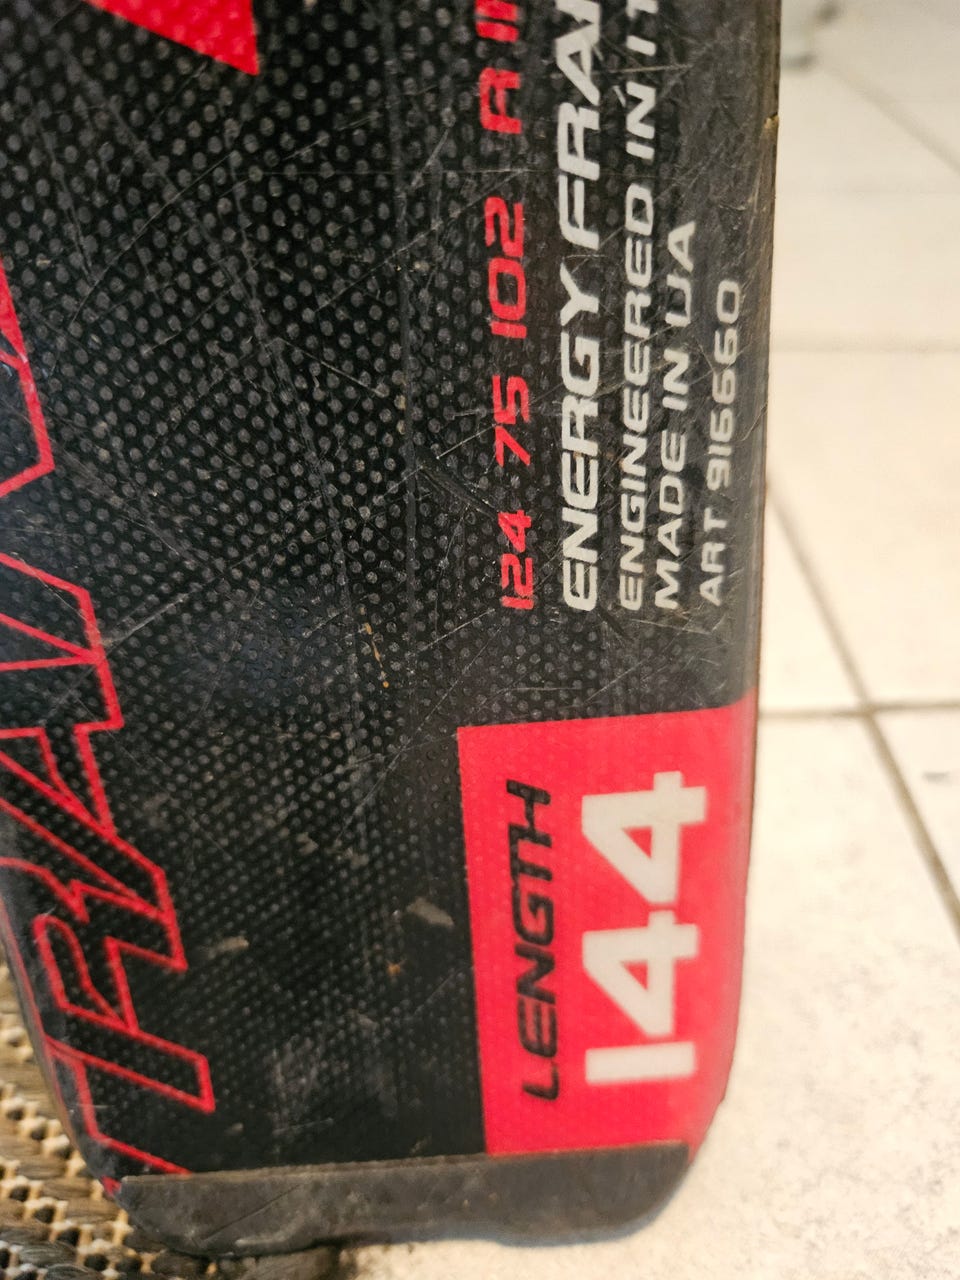 124 75 102 R
ENERGY
ENGINEERED IN
MADE IN UA
ART 916660
LENGTH
144